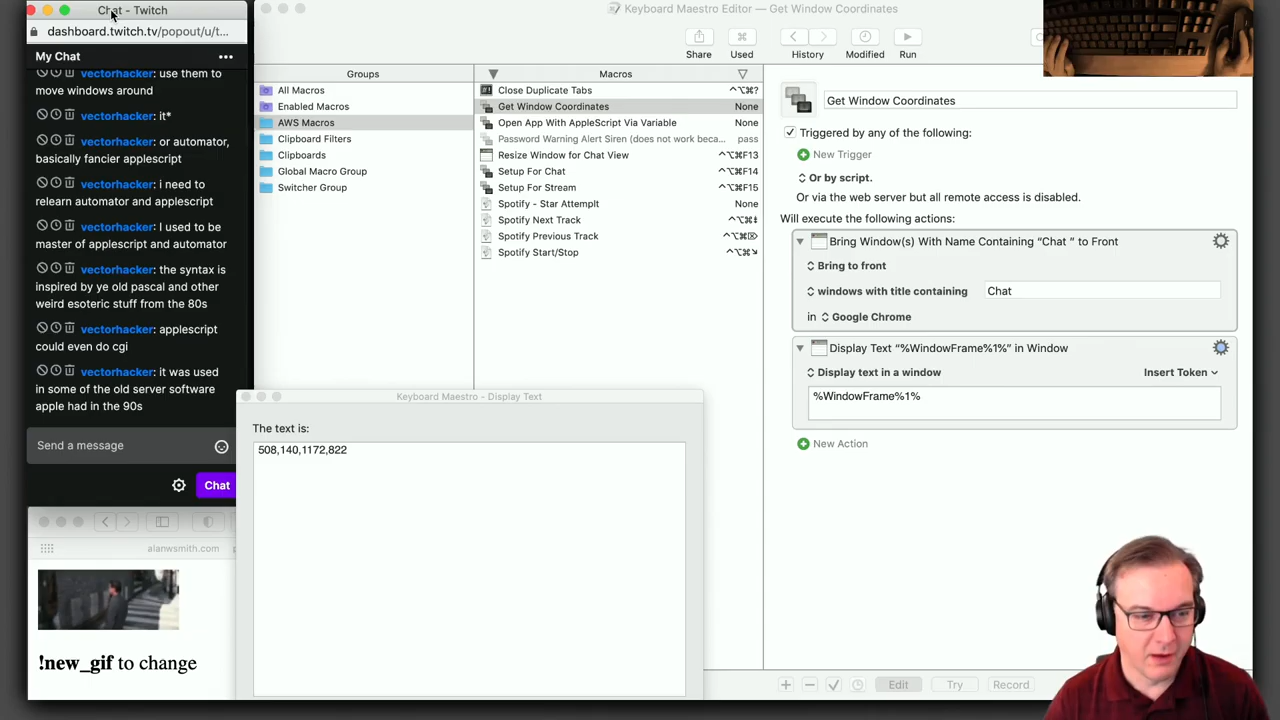 Chat - Twitch
dashboard.twitch.tv/popout/u/t...
My Chat
vectorhacker: use them to
move windows around
vectorhacker: it*
vectorhacker: or automator,
basically fancier applescript
vectorhacker: i need to
relearn automator and applescript
vectorhacker: I used to be
master of applescript and automator
vectorhacker: the syntax is
inspired by ye old pascal and other
weird esoteric stuff from the 80s
vectorhacker: applescript
could even do cgi
vectorhacker: it was used
in some of the old server software
apple had in the 90s
Send a message
Chat
alanwsmith.com
!new_gif to change
Keyboard Maestro Editor — Get Window Coordinates
Share
Used
History
Modified
Run
Groups
All Macros
Enabled Macros
AWS Macros
Clipboard Filters
Clipboards
Global Macro Group
Switcher Group
Macros
Close Duplicate Tabs ^⌥⌘?
Get Window Coordinates None
Open App With AppleScript Via Variable None
Password Warning Alert Siren (does not work beca... pass
Resize Window for Chat View ^⌥⌘F13
Setup For Chat ^⌥⌘F14
Setup For Stream ^⌥⌘F15
Spotify - Star AttempIt None
Spotify Next Track ^⌥⌘⇟
Spotify Previous Track ^⌥⌘⌦
Spotify Start/Stop ^⌥⌘↘
Get Window Coordinates
Triggered by any of the following:
New Trigger
Or by script.
Or via the web server but all remote access is disabled.
Will execute the following actions:
Bring Window(s) With Name Containing “Chat ” to Front
Bring to front
windows with title containing
Chat
in Google Chrome
Display Text “%WindowFrame%1%” in Window
Display text in a window
Insert Token
%WindowFrame%1%
New Action
Edit
Try
Record
Keyboard Maestro - Display Text
The text is:
508,140,1172,822